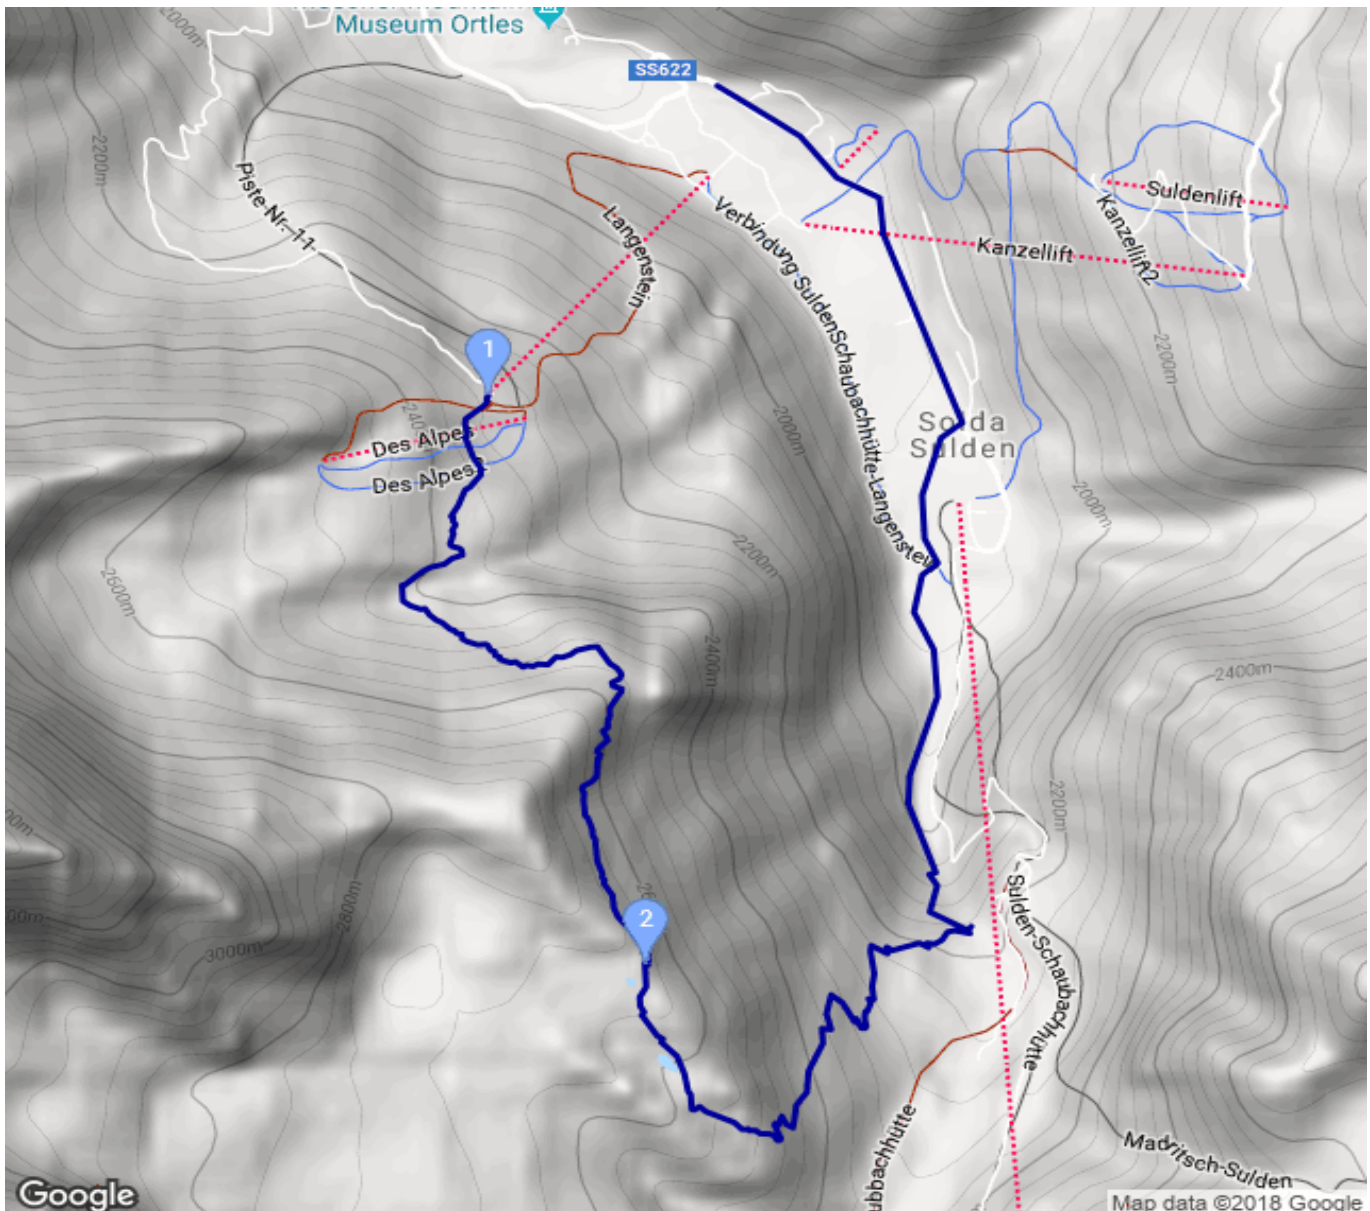 2000m
Museum Ortles
SS622
2200m
Piste Nr. 11
Langenstein
Verbindung SuldenSchaubachhütte-Langenstein
Suldenlift
Kanzellift
Kanzellift2
2200m
1
Des Alpes
Des Alpes
Solda
Sulden
2000m
2000m
2200m
2600m
2400m
2400m
2200m
2800m
3000m
2
Sulden-Schaubachhütte
Madritsch-Sulden
Google
Map data ©2018 Google